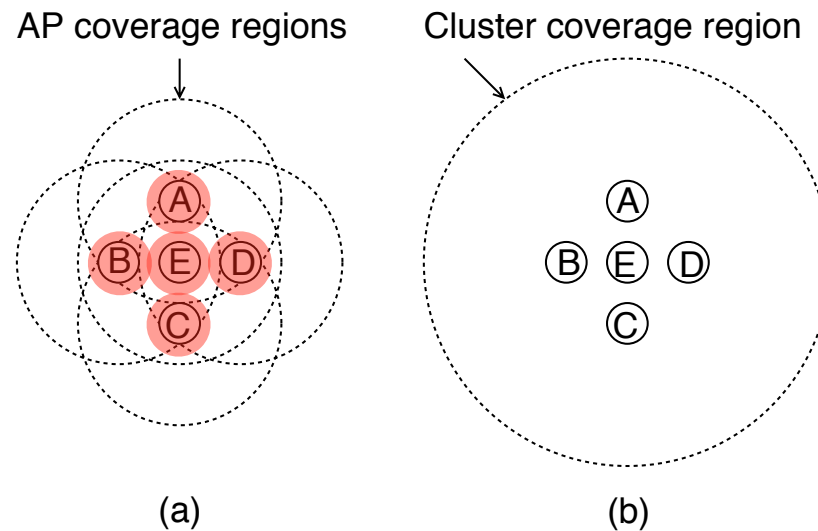 AP coverage regions
Cluster coverage region
A
B E D
C
A
B E D
C
(a)
(b)